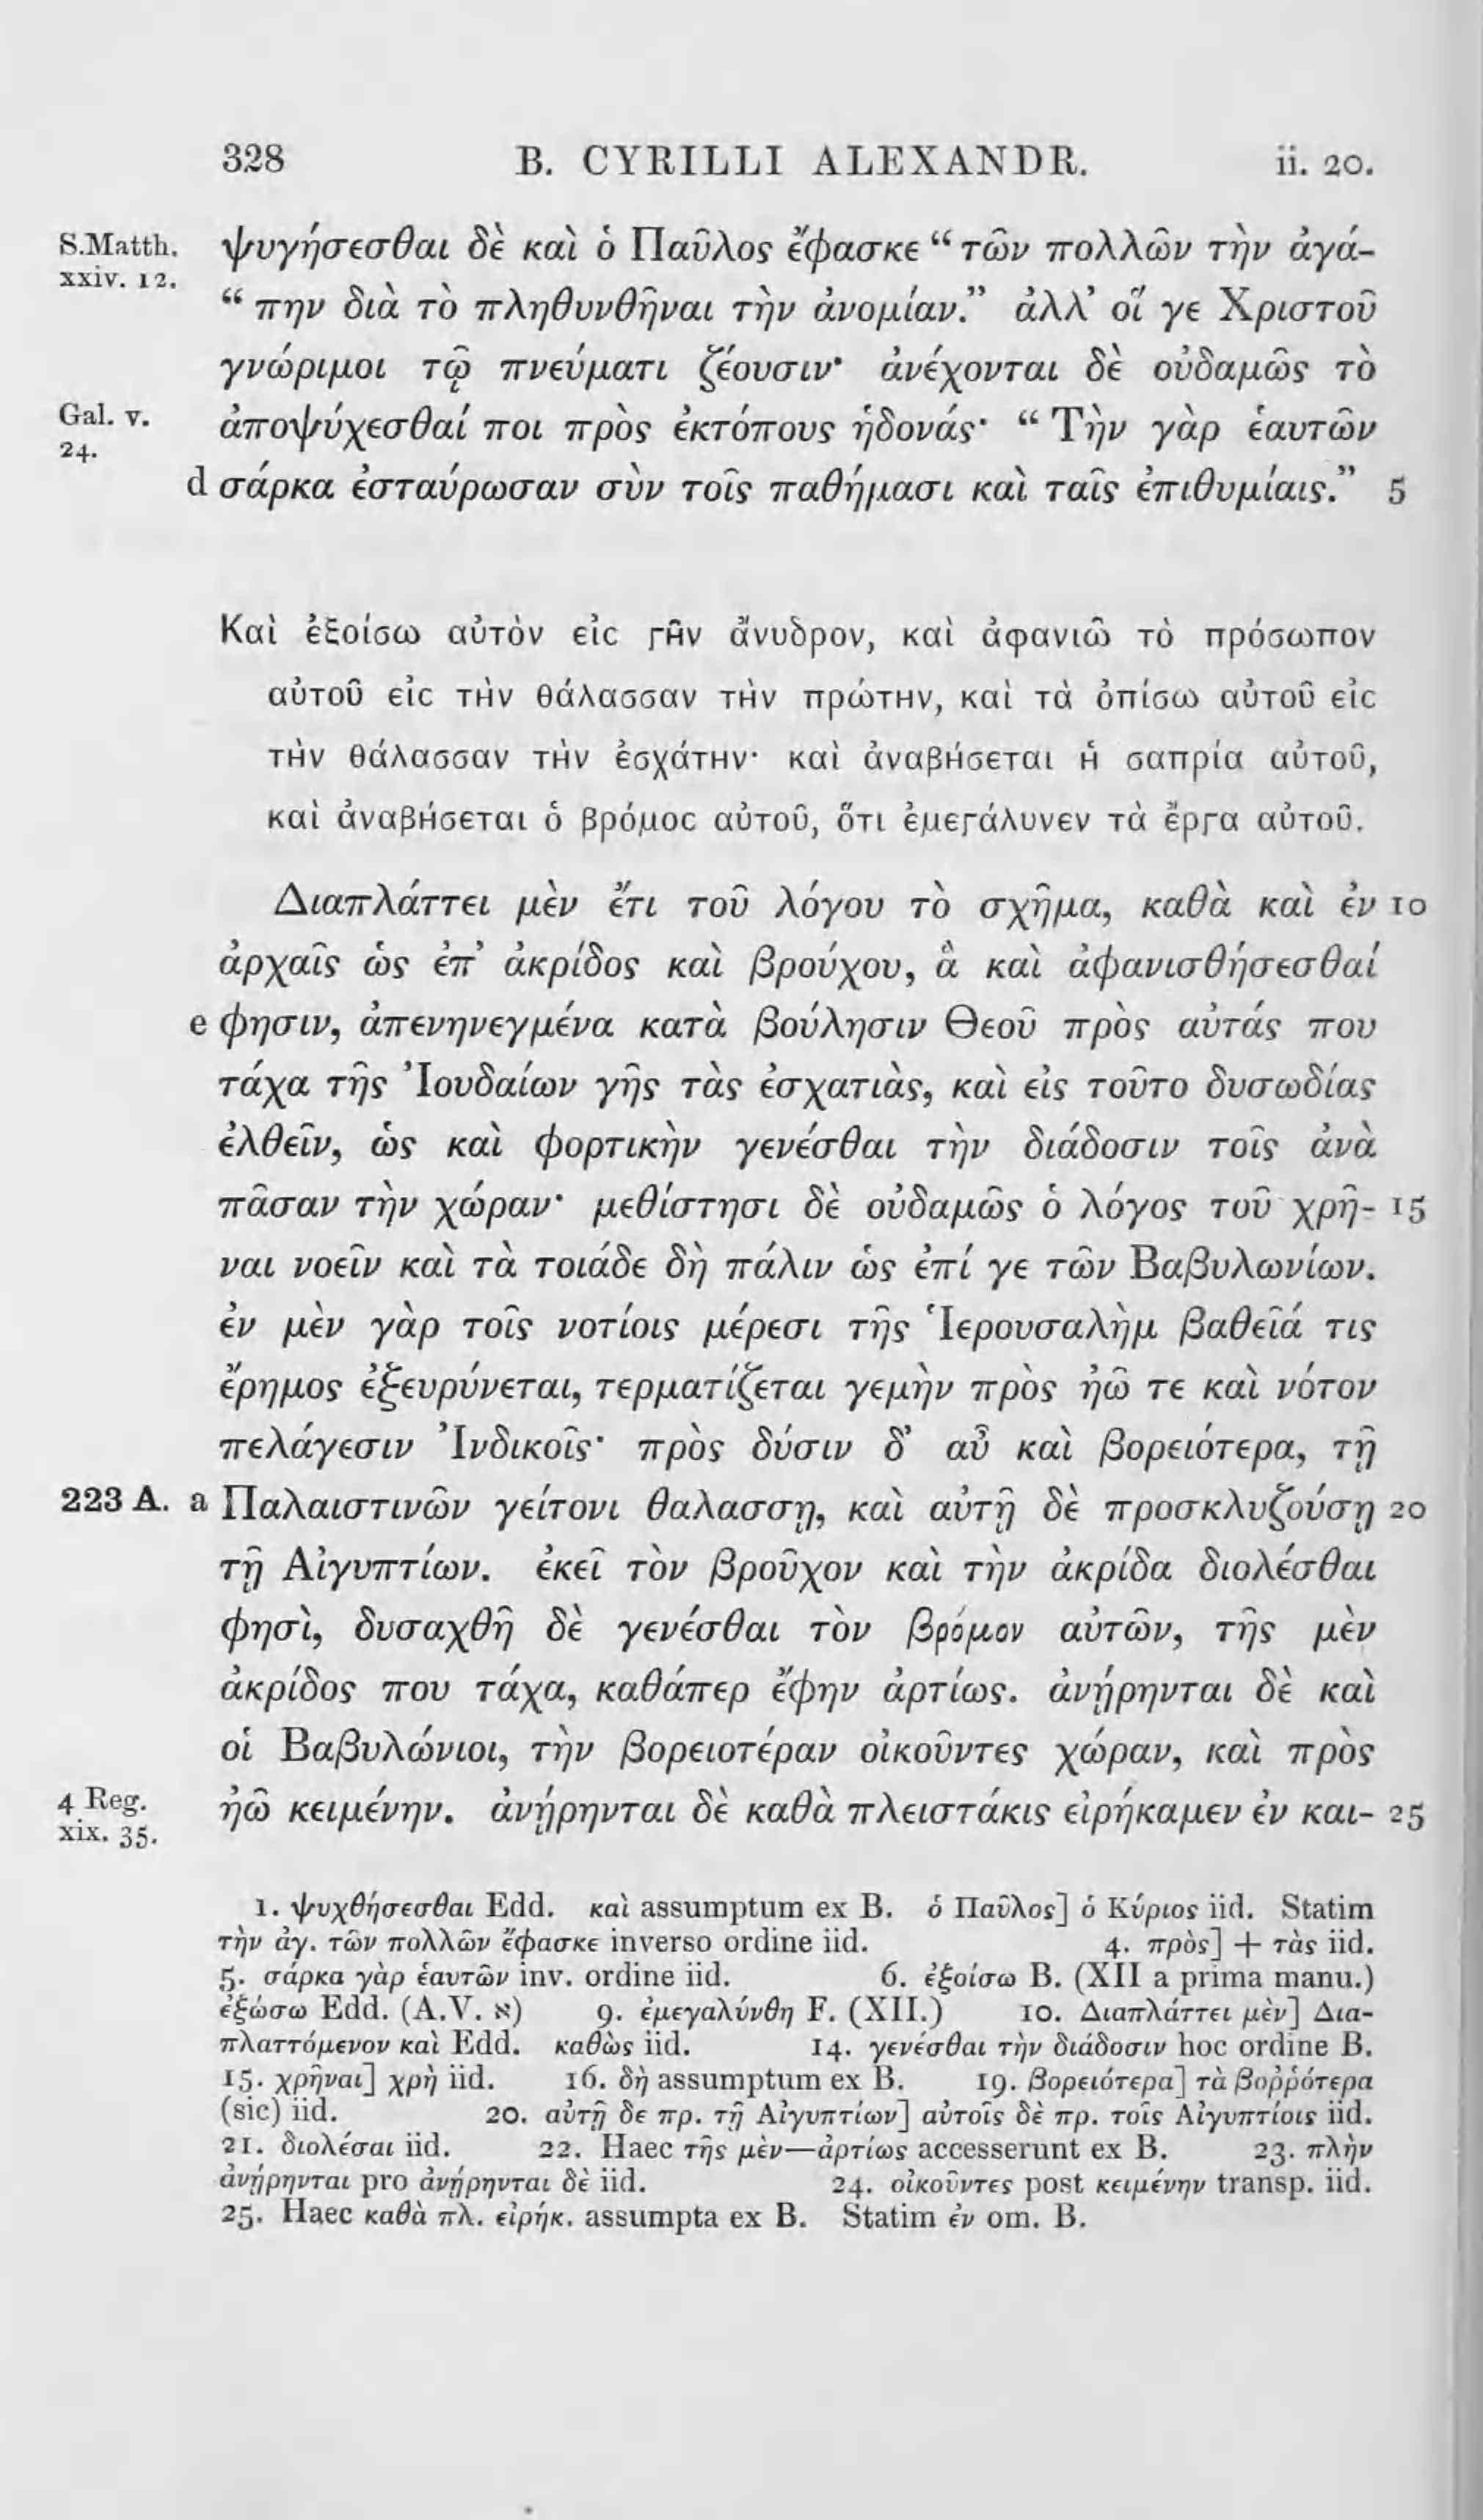 328 B. CYRILLI ALEXANDR. ii. 20.
S.Matth. ψυγήσεσθαι δὲ καὶ ὁ Παῦλος ἔφασκε “ τῶν πολλῶν τὴν ἀγά-
xxiv. 12. “ πην διὰ τὸ πληθυνθῆναι τὴν ἀνομίαν.” ἀλλ’ οἵ γε Χριστοῦ
γνώριμοι τῷ πνεύματι ζέουσιν· ἀνέχονται δὲ οὐδαμῶς τὸ
Gal. v. ἀποψύχεσθαί ποι πρὸς ἐκτόπους ἡδονάς· “ Τὴν γὰρ ἑαυτῶν
24.
d σάρκα ἐσταύρωσαν σὺν τοῖς παθήμασι καὶ ταῖς ἐπιθυμίαις.” 5
Καὶ ἐξοίσω αὐτὸν εἰς γῆν ἄνυδρον, καὶ ἀφανιῶ τὸ πρόσωπον
αὐτοῦ εἰς τὴν θάλασσαν τὴν πρώτην, καὶ τὰ ὀπίσω αὐτοῦ εἰς
τὴν θάλασσαν τὴν ἐσχάτην· καὶ ἀναβήσεται ἡ σαπρία αὐτοῦ,
καὶ ἀναβήσεται ὁ βρόμος αὐτοῦ, ὅτι ἐμεγάλυνεν τὰ ἔργα αὐτοῦ.
Διαπλάττει μὲν ἔτι τοῦ λόγου τὸ σχῆμα, καθὰ καὶ ἐν 10
ἀρχαῖς ὡς ἐπ’ ἀκρίδος καὶ βρούχου, ἃ καὶ ἀφανισθήσεσθαί
e φησιν, ἀπενηνεγμένα κατὰ βούλησιν Θεοῦ πρὸς αὐτάς που
τάχα τῆς Ἰουδαίων γῆς τὰς ἐσχατιὰς, καὶ εἰς τοῦτο δυσωδίας
ἐλθεῖν, ὡς καὶ φορτικὴν γενέσθαι τὴν διάδοσιν τοῖς ἀνὰ
πᾶσαν τὴν χώραν· μεθίστησι δὲ οὐδαμῶς ὁ λόγος τοῦ χρῆ- 15
ναι νοεῖν καὶ τὰ τοιάδε δὴ πάλιν ὡς ἐπί γε τῶν Βαβυλωνίων.
ἐν μὲν γὰρ τοῖς νοτίοις μέρεσι τῆς Ἱερουσαλὴμ βαθεῖά τις
ἔρημος ἐξευρύνεται, τερματίζεται γεμὴν πρὸς ἠῶ τε καὶ νότον
πελάγεσιν Ἰνδικοῖς· πρὸς δύσιν δ’ αὖ καὶ βορειότερα, τῇ
223 A. a Παλαιστινῶν γείτονι θαλασσῃ, καὶ αὐτῇ δὲ προσκλυζούσῃ 20
τῇ Αἰγυπτίων. ἐκεῖ τὸν βροῦχον καὶ τὴν ἀκρίδα διολέσθαι
φησὶ, δυσαχθῆ δὲ γενέσθαι τὸν βρόμον αὐτῶν, τῆς μὲν
ἀκρίδος που τάχα, καθάπερ ἔφην ἀρτίως. ἀνῄρηνται δὲ καὶ
οἱ Βαβυλώνιοι, τὴν βορειοτέραν οἰκοῦντες χώραν, καὶ πρὸς
4 Reg. ἠῶ κειμένην. ἀνῄρηνται δὲ καθὰ πλειστάκις εἰρήκαμεν ἐν και- 25
xix. 35.
1. ψυχθήσεσθαι Edd. καὶ assumptum ex B. ὁ Παῦλος] ὁ Κύριος iid. Statim
τὴν ἀγ. τῶν πολλῶν ἔφασκε inverso ordine iid. 4. πρὸς] + τὰς iid.
5. σάρκα γὰρ ἑαυτῶν inv. ordine iid. 6. ἐξοίσω B. (XII a prima manu.)
ἐξώσω Edd. (A.V. א) 9. ἐμεγαλύνθη F. (XII.) 10. Διαπλάττει μὲν] Δια-
πλαττόμενον καὶ Edd. καθὼς iid. 14. γενέσθαι τὴν διάδοσιν hoc ordine B.
15. χρῆναι] χρὴ iid. 16. δὴ assumptum ex B. 19. βορειότερα] τὰ βοῤῥότερα
(sic) iid. 20. αὐτῇ δε πρ. τῇ Αἰγυπτίων] αὐτοῖς δὲ πρ. τοῖς Αἰγυπτίοις iid.
21. διολέσαι iid. 22. Haec τῆς μὲν—ἀρτίως accesserunt ex B. 23. πλὴν
ἀνῄρηνται pro ἀνῄρηνται δὲ iid. 24. οἰκοῦντες post κειμένην transp. iid.
25. Haec καθὰ πλ. εἰρήκ. assumpta ex B. Statim ἐν om. B.